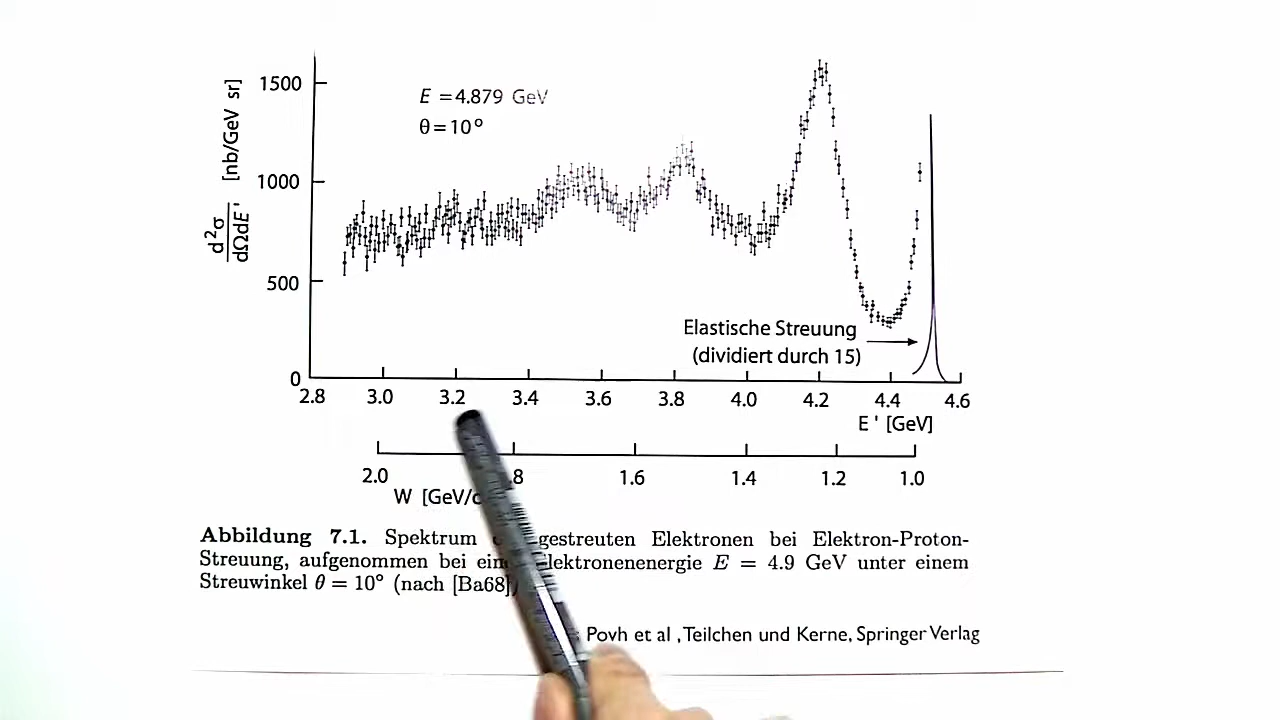 1500
1000
500
0
d²σ
dΩdE' [nb/GeV sr]
E = 4.879 GeV
θ = 10°
Elastische Streuung
(dividiert durch 15)
2.8 3.0 3.2 3.4 3.6 3.8 4.0 4.2 4.4 4.6
E' [GeV]
2.0 .8 1.6 1.4 1.2 1.0
W [GeV/c
Abbildung 7.1. Spektrum gestreuten Elektronen bei Elektron-Proton-
Streuung, aufgenommen bei ein lektronenenergie E = 4.9 GeV unter einem
Streuwinkel θ = 10° (nach [Ba68]
Povh et al , Teilchen und Kerne, Springer Verlag